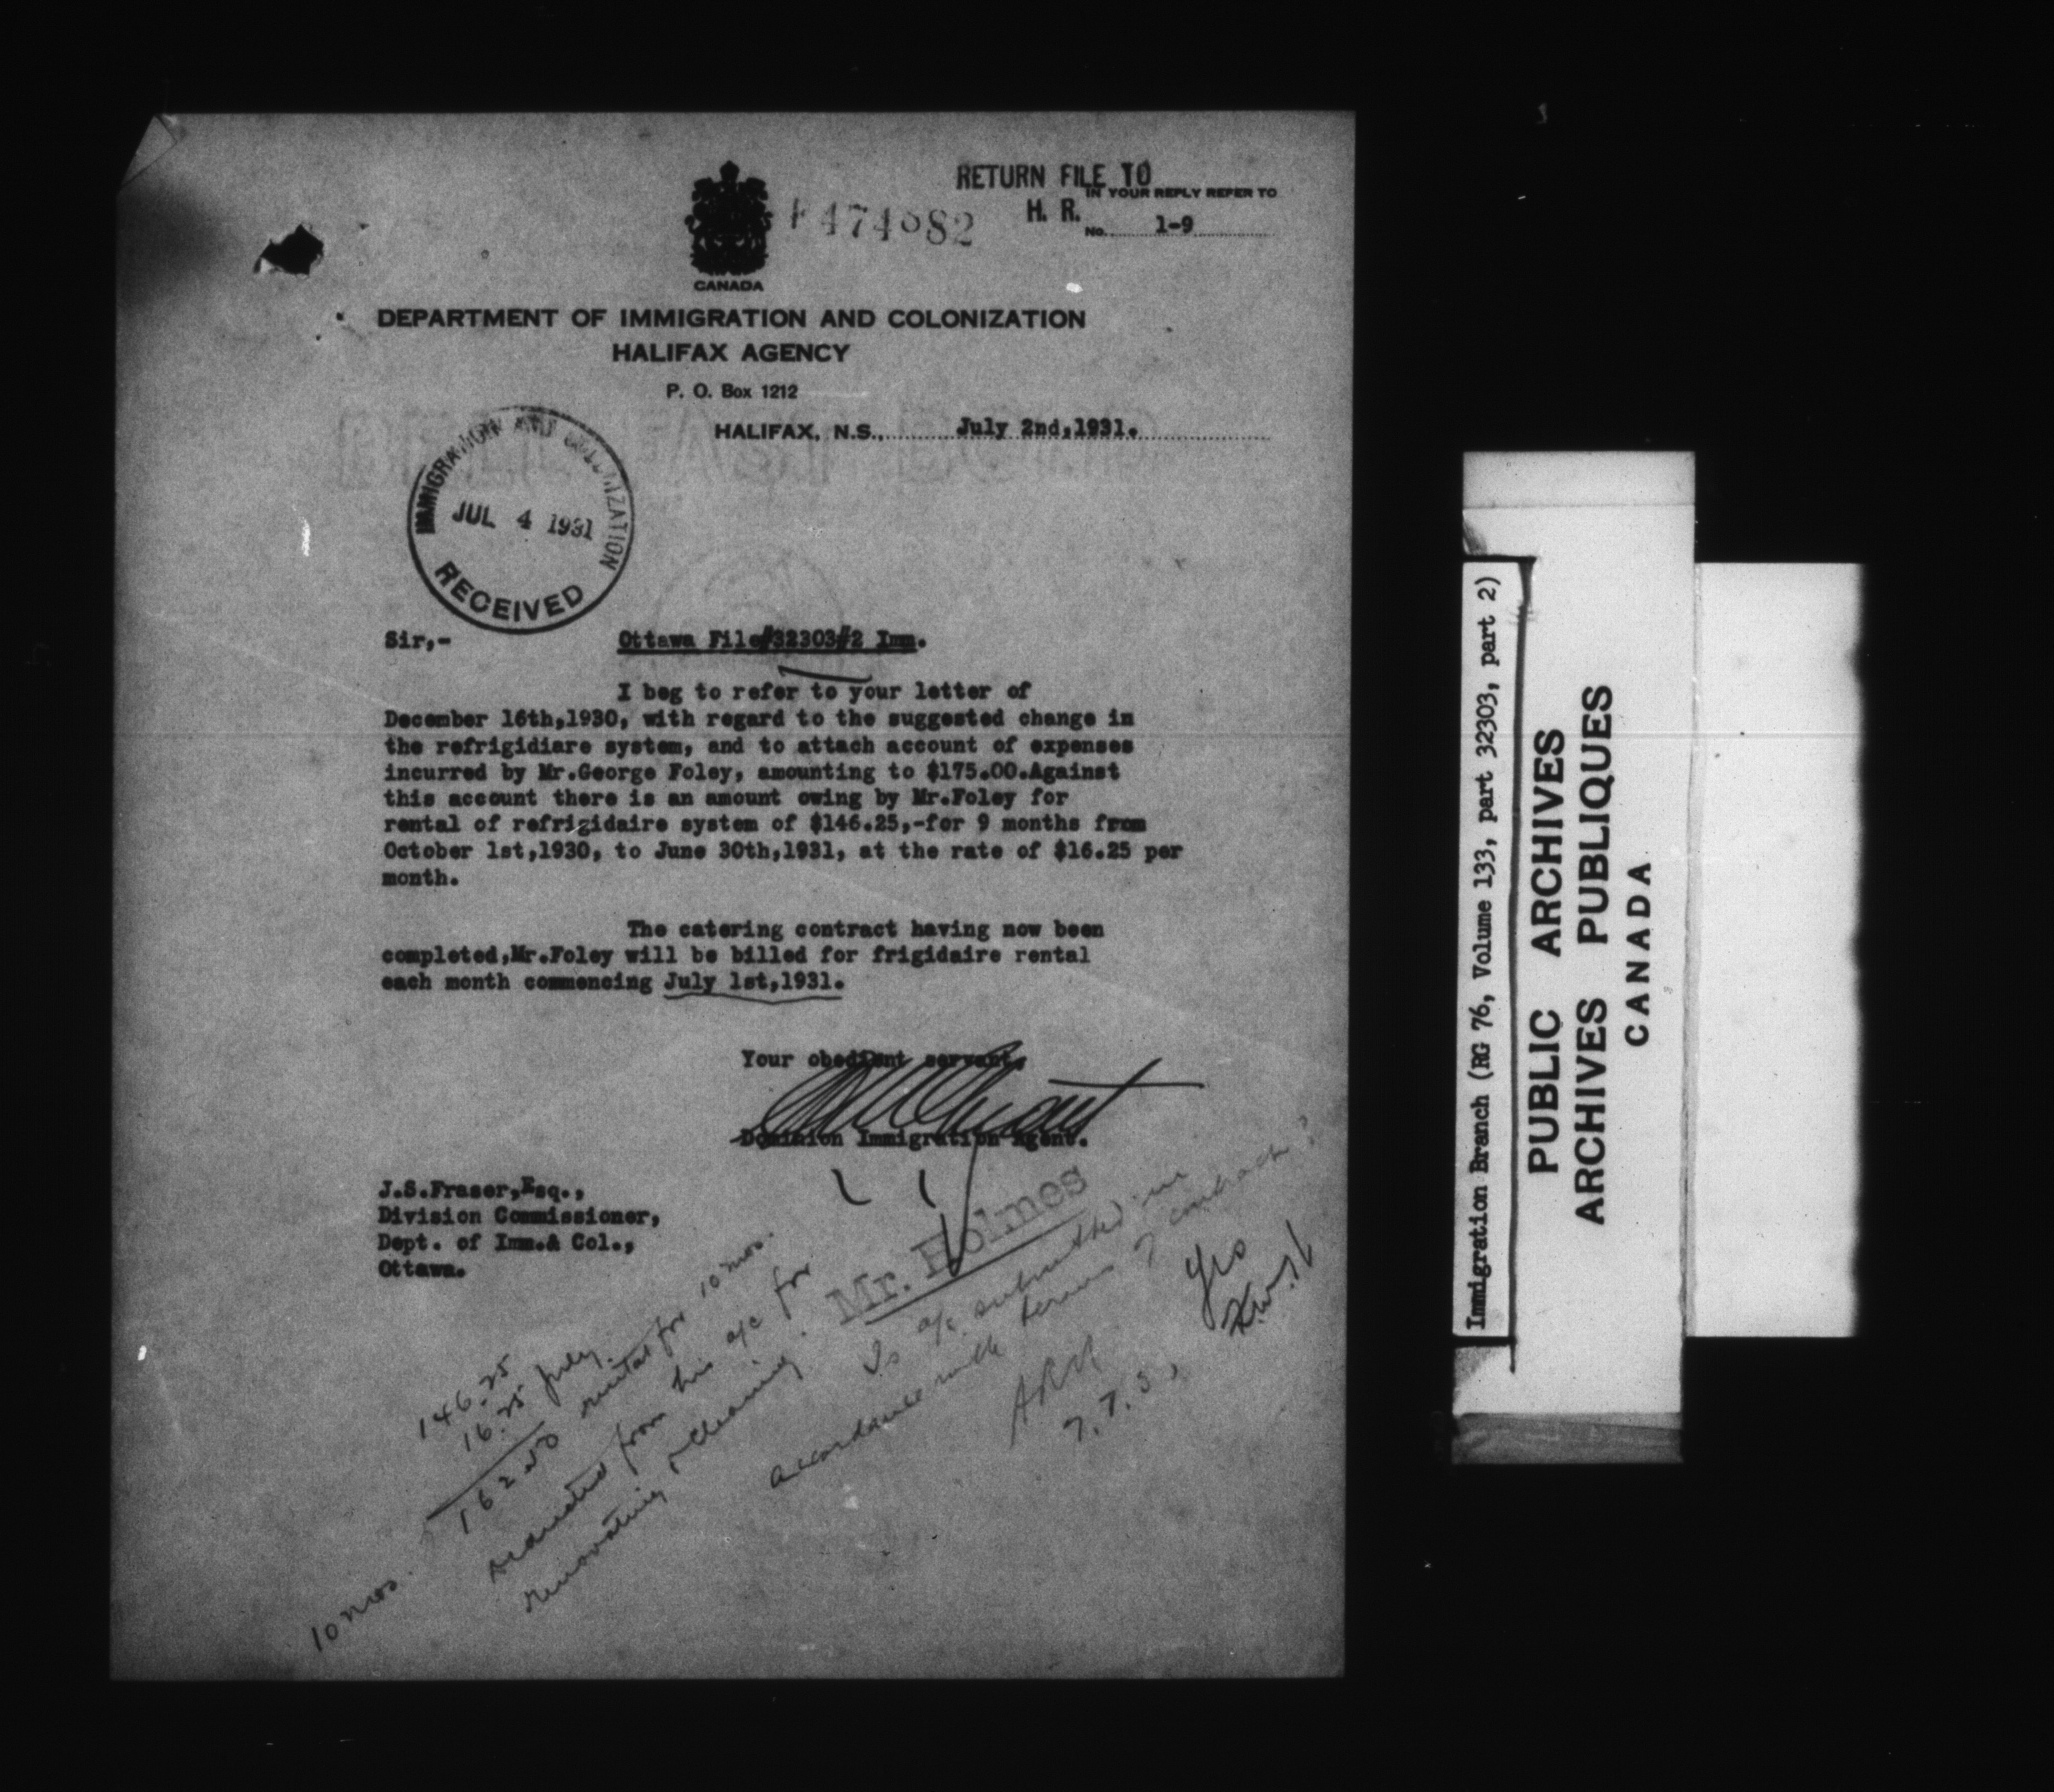 RETURN FILE TO
IN YOUR REPLY REFER TO
H. R.
No. 1-9
CANADA
DEPARTMENT OF IMMIGRATION AND COLONIZATION
HALIFAX AGENCY
P. O. Box 1212
HALIFAX, N.S., July 2nd,1931.
IMMIGRATION AND COLONIZATION
JUL 4 1931
RECEIVED
Sir,- Ottawa File#32303#2 Imm.
I beg to refer to your letter of
December 16th,1930, with regard to the suggested change in
the refrigidiare system, and to attach account of expenses
incurred by Mr.George Foley, amounting to $175.00.Against
this account there is an amount owing by Mr.Foley for
rental of refrigidaire system of $146.25,-for 9 months from
October 1st,1930, to June 30th,1931, at the rate of $16.25 per
month.
The catering contract having now been
completed,Mr.Foley will be billed for frigidaire rental
each month commencing July 1st,1931.
Your obedient servant,
Dominion Immigration Agent.
J.S.Fraser,Esq.,
Division Commissioner,
Dept. of Imm.& Col.,
Ottawa.
Mr. Holmes
Is a/c submitted in
accordance with terms of contract?
7.7.31
Yes
146.25
16.25 July
162.50 rental for 10 mos.
deducted from his a/c for
renovating, cleaning.
10 mos.
Immigration Branch (RG 76, Volume 133, part 32303, part 2)
PUBLIC ARCHIVES
ARCHIVES PUBLIQUES
CANADA